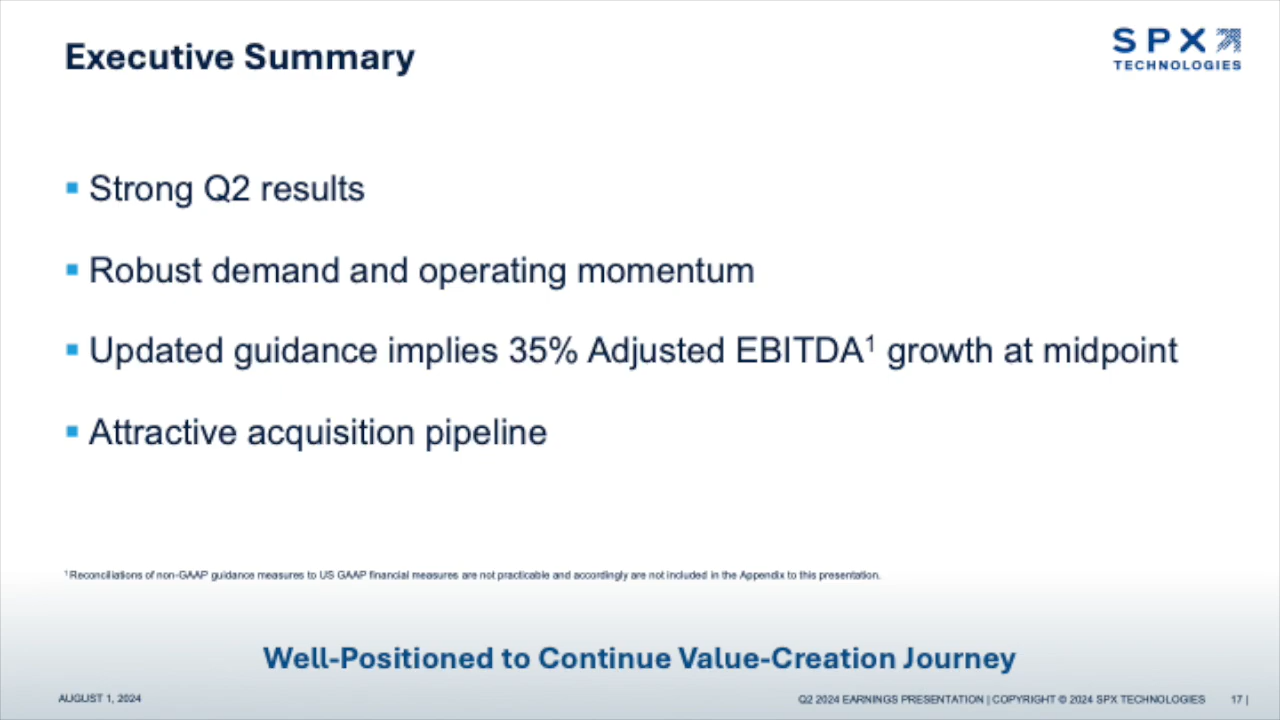 Executive Summary
SPX
TECHNOLOGIES
▪ Strong Q2 results
▪ Robust demand and operating momentum
▪ Updated guidance implies 35% Adjusted EBITDA¹ growth at midpoint
▪ Attractive acquisition pipeline
¹ Reconciliations of non-GAAP guidance measures to US GAAP financial measures are not practicable and accordingly are not included in the Appendix to this presentation.
Well-Positioned to Continue Value-Creation Journey
AUGUST 1, 2024
Q2 2024 EARNINGS PRESENTATION | COPYRIGHT © 2024 SPX TECHNOLOGIES 17 |